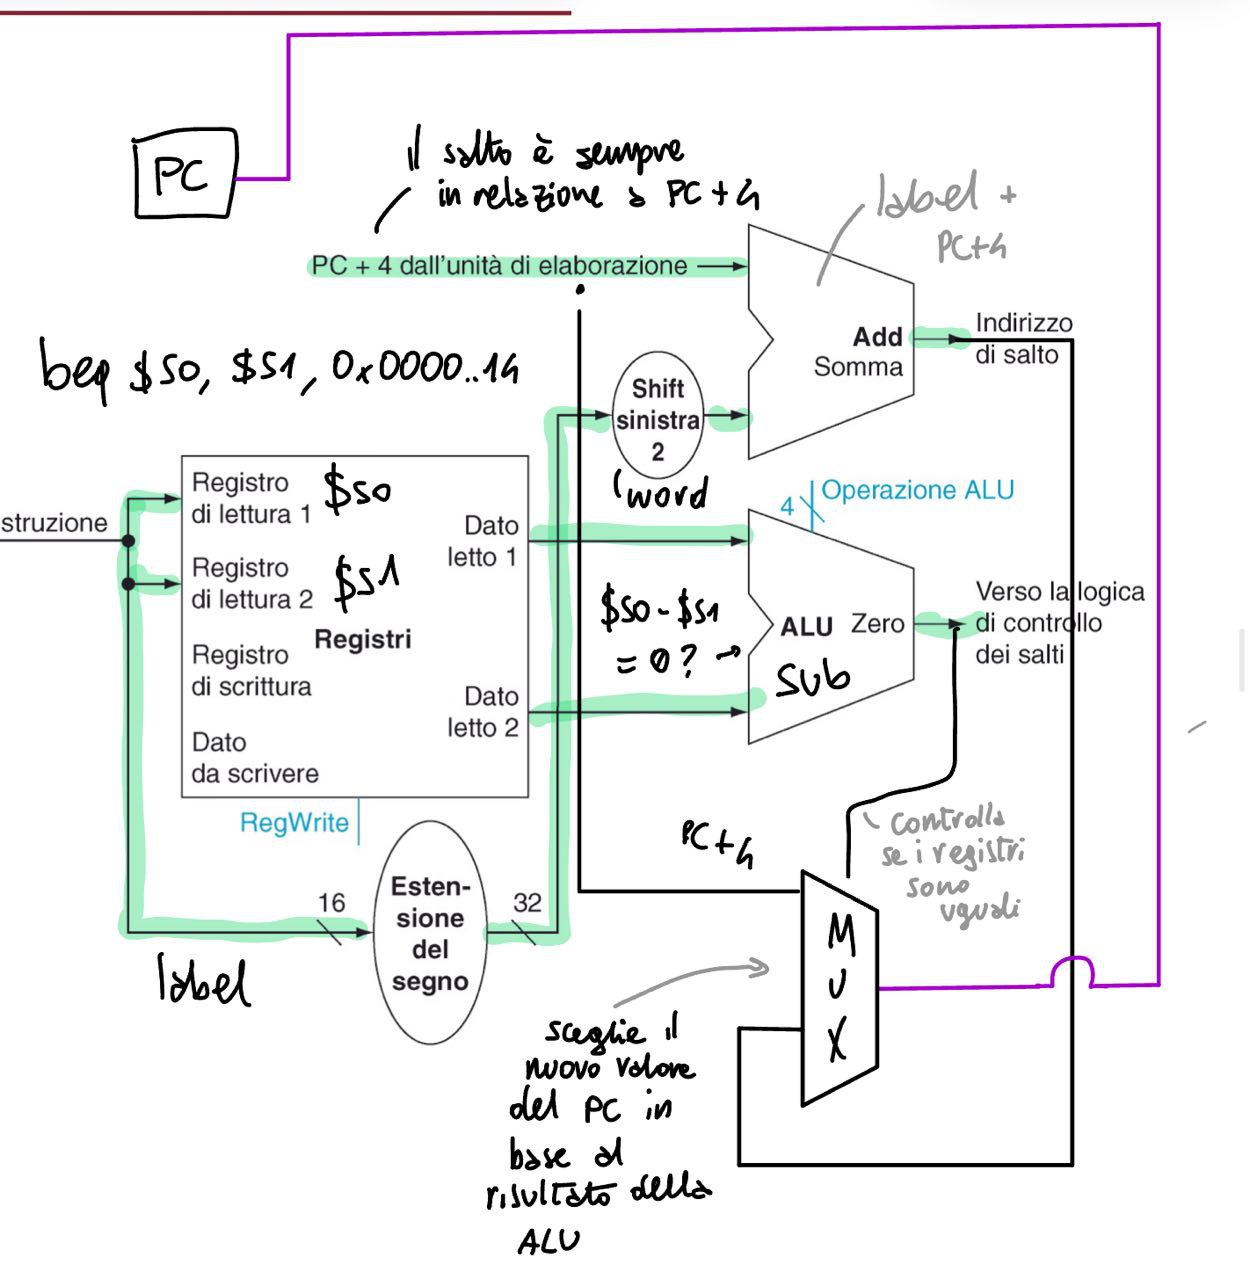 PC
il salto è sempre
in relazione a PC+4
label +
PC+4
PC + 4 dall'unità di elaborazione
Add
Somma
Indirizzo
di salto
beq $s0, $s1, 0x0000..14
Shift
sinistra
2
word
Operazione ALU
4
struzione
Registro
di lettura 1
$s0
Registro
di lettura 2
$s1
Registri
Registro
di scrittura
Dato
da scrivere
Dato
letto 1
Dato
letto 2
RegWrite
$s0-$s1
= 0?
ALU
Zero
sub
Verso la logica
di controllo
dei salti
PC+4
controlla
se i registri
sono
uguali
16
Esten-
sione
del
segno
32
label
MUX
sceglie il
nuovo valore
del PC in
base al
risultato della
ALU